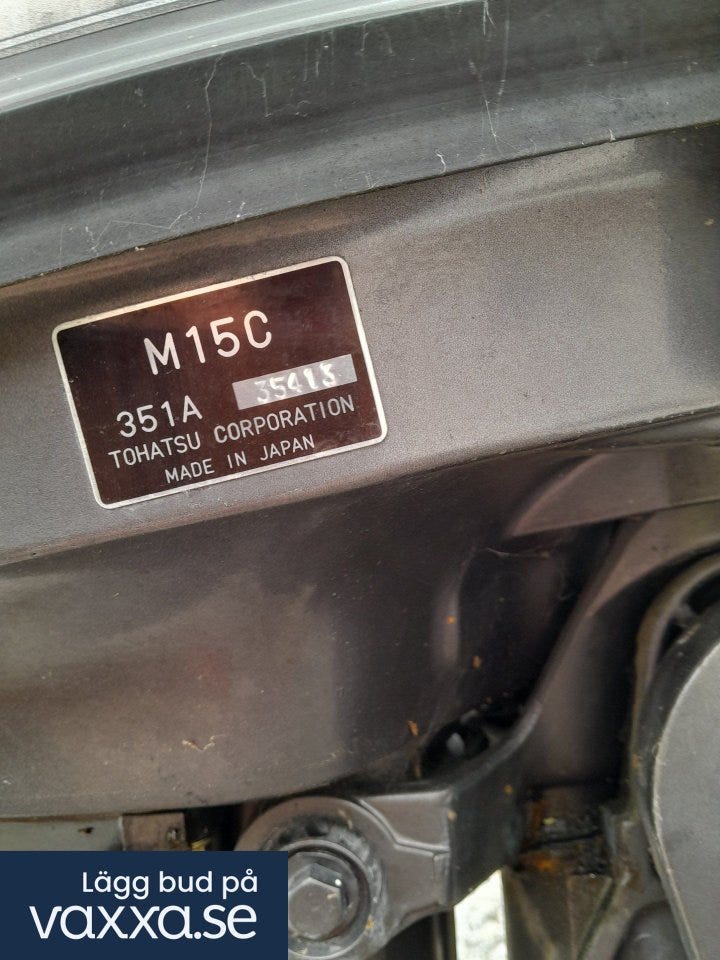 M15C
351A 35413
TOHATSU CORPORATION
MADE IN JAPAN
Lägg bud på
vaxxa.se